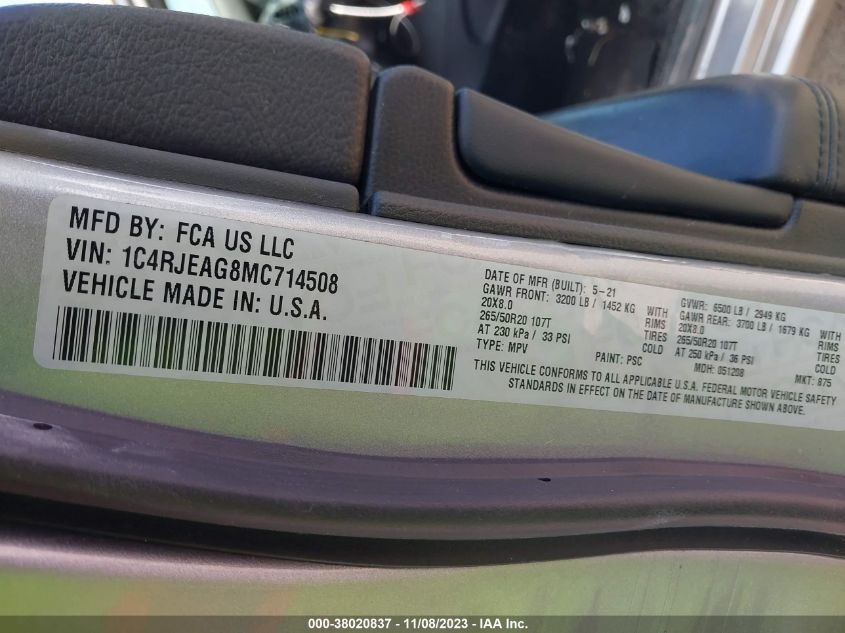 MFD BY: FCA US LLC
VIN: 1C4RJEAG8MC714508
VEHICLE MADE IN: U.S.A.
DATE OF MFR (BUILT): 5-21
GAWR FRONT: 3200 LB / 1452 KG WITH
20X8.0 RIMS
265/50R20 107T TIRES
AT 230 kPa / 33 PSI COLD
TYPE: MPV PAINT: PSC
GVWR: 6500 LB / 2949 KG
GAWR REAR: 3700 LB / 1679 KG WITH
20X8.0 RIMS
265/50R20 107T TIRES
AT 250 kPa / 36 PSI COLD
MDH: 051208 MKT: 875
THIS VEHICLE CONFORMS TO ALL APPLICABLE U.S.A. FEDERAL MOTOR VEHICLE SAFETY
STANDARDS IN EFFECT ON THE DATE OF MANUFACTURE SHOWN ABOVE.
000-38020837 - 11/08/2023 - IAA Inc.